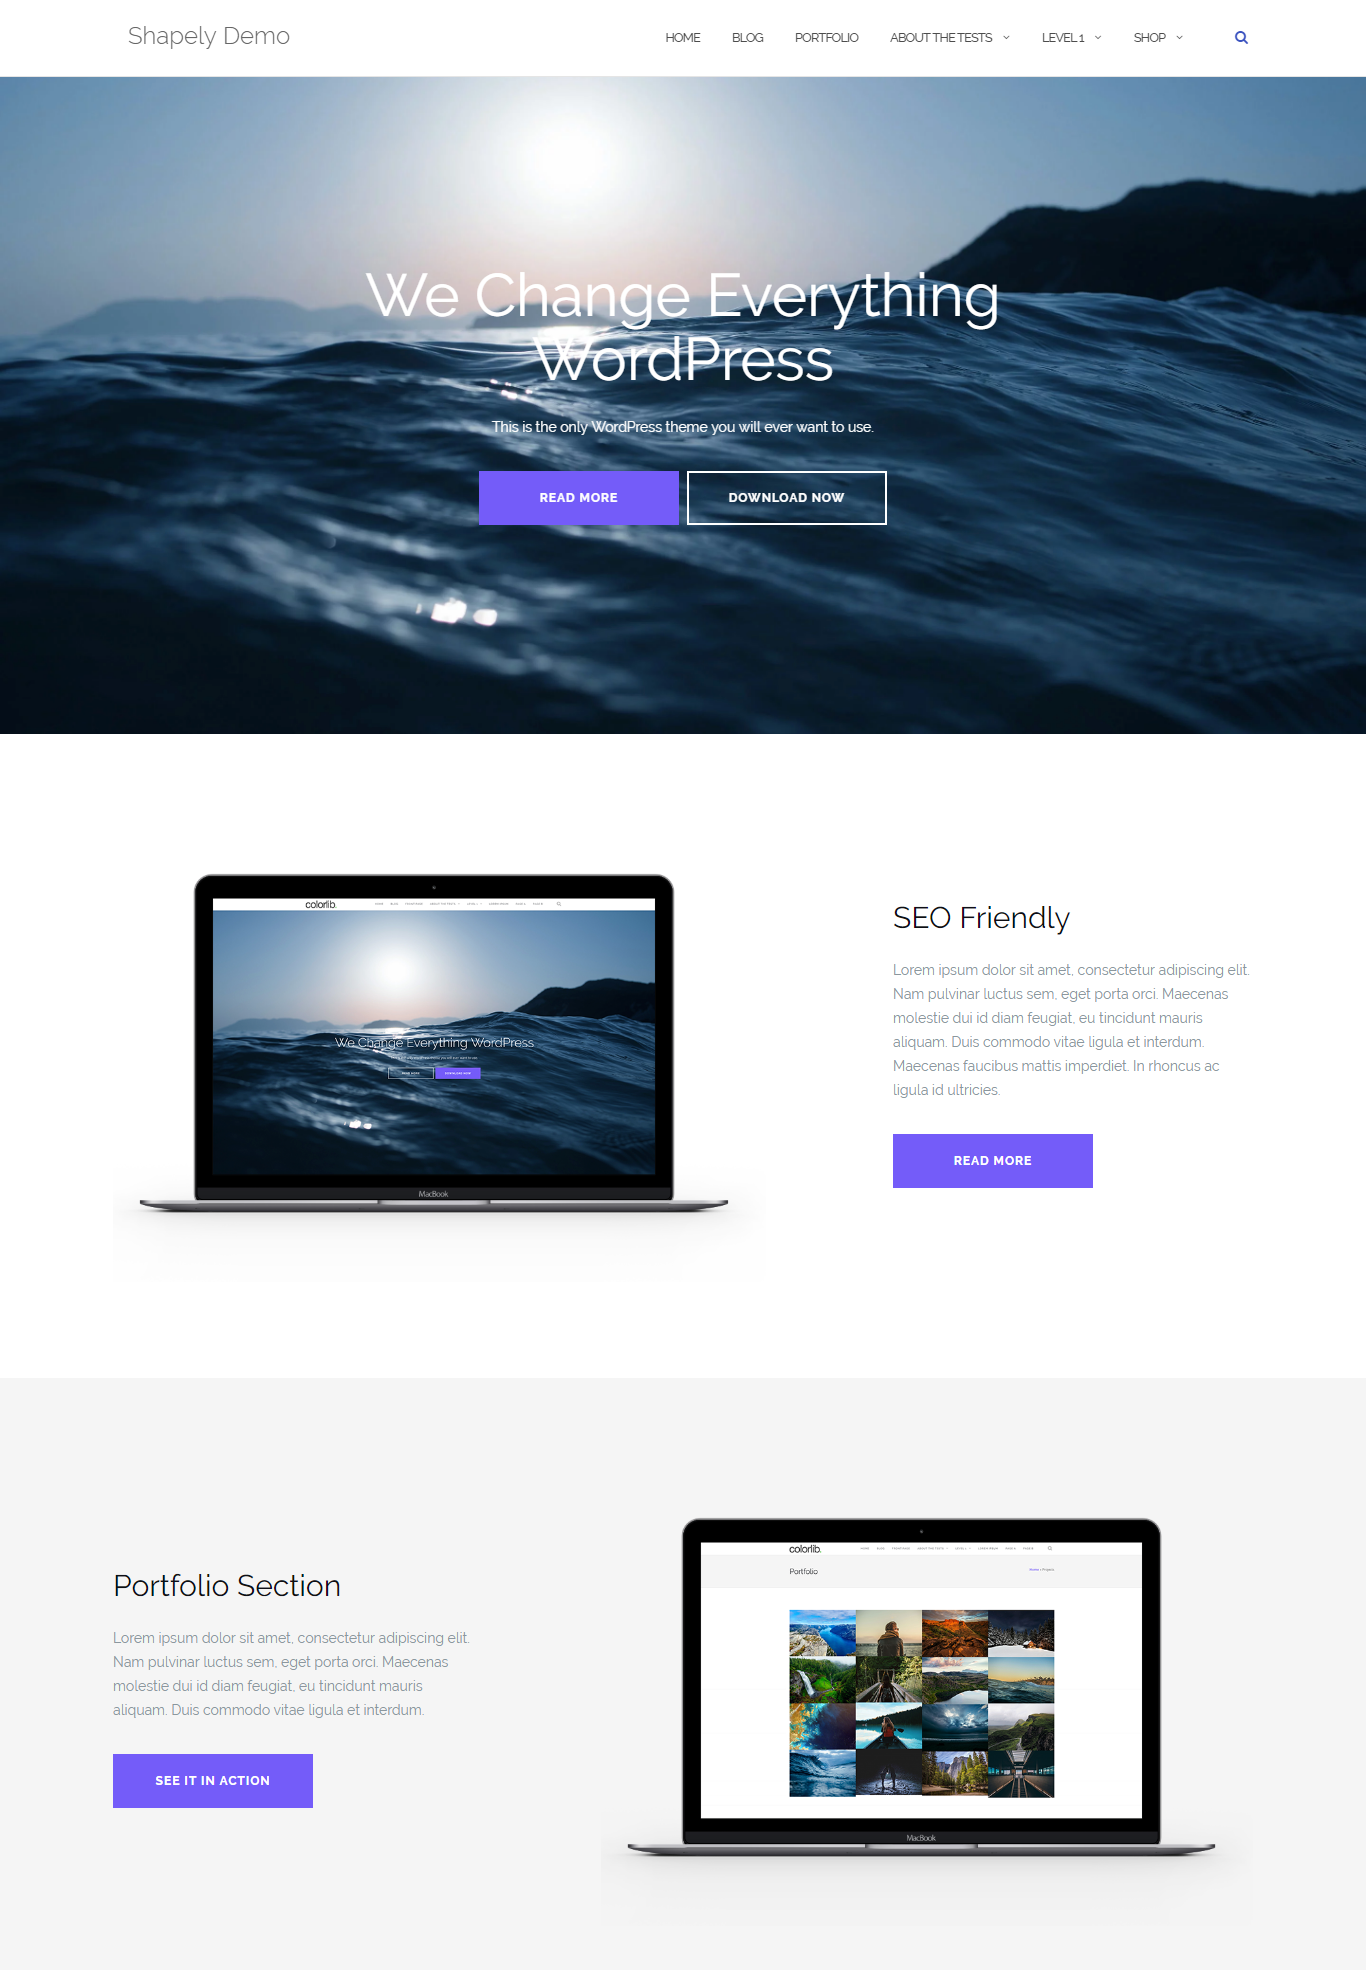 Shapely Demo
HOME BLOG PORTFOLIO ABOUT THE TESTS LEVEL 1 SHOP
We Change Everything
WordPress
This is the only WordPress theme you will ever want to use.
READ MORE DOWNLOAD NOW
colorlib.
We Change Everything WordPress
READ MORE DOWNLOAD NOW
MacBook
SEO Friendly
Lorem ipsum dolor sit amet, consectetur adipiscing elit.
Nam pulvinar luctus sem, eget porta orci. Maecenas
molestie dui id diam feugiat, eu tincidunt mauris
aliquam. Duis commodo vitae ligula et interdum.
Maecenas faucibus mattis imperdiet. In rhoncus ac
ligula id ultricies.
READ MORE
Portfolio Section
Lorem ipsum dolor sit amet, consectetur adipiscing elit.
Nam pulvinar luctus sem, eget porta orci. Maecenas
molestie dui id diam feugiat, eu tincidunt mauris
aliquam. Duis commodo vitae ligula et interdum.
SEE IT IN ACTION
colorlib.
Portfolio
MacBook